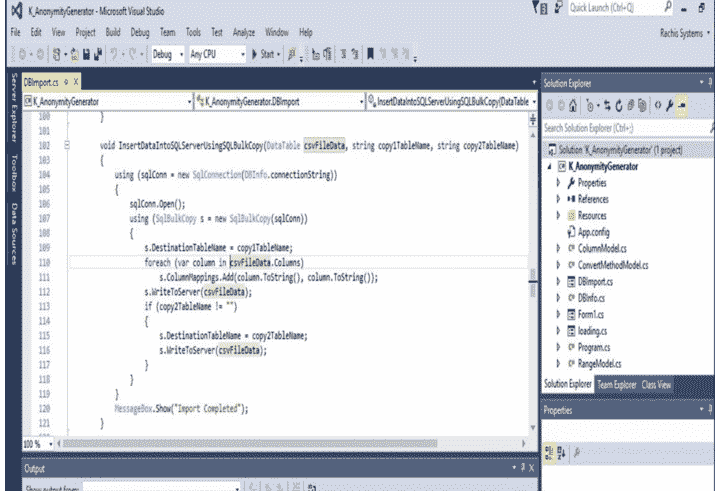 K_AnonymityGenerator - Microsoft Visual Studio
Quick Launch (Ctrl+Q)
File Edit View Project Build Debug Team Tools Test Analyze Window Help
Rachis Systems
Debug Any CPU Start
Server Explorer
Toolbox
Data Sources
DBImport.cs
K_AnonymityGenerator K_AnonymityGenerator.DBImport InsertDataIntoSQLServerUsingSQLBulkCopy(DataTable
100 }
101
102 void InsertDataIntoSQLServerUsingSQLBulkCopy(DataTable csvFileData, string copy1TableName, string copy2TableName)
103 {
104 using (sqlConn = new SqlConnection(DBInfo.connectionString))
105 {
106 sqlConn.Open();
107 using (SqlBulkCopy s = new SqlBulkCopy(sqlConn))
108 {
109 s.DestinationTableName = copy1TableName;
110 foreach (var column in csvFileData.Columns)
111 s.ColumnMappings.Add(column.ToString(), column.ToString());
112 s.WriteToServer(csvFileData);
113 if (copy2TableName != "")
114 {
115 s.DestinationTableName = copy2TableName;
116 s.WriteToServer(csvFileData);
117 }
118 }
119 }
120 MessageBox.Show("Import Completed");
121 }
100 %
Output
Show output from:
Solution Explorer
Search Solution Explorer (Ctrl+;)
Solution 'K_AnonymityGenerator' (1 project)
K_AnonymityGenerator
Properties
References
Resources
App.config
ColumnModel.cs
ConvertMethodModel.cs
DBImport.cs
DBInfo.cs
Form1.cs
loading.cs
Program.cs
RangeModel.cs
Solution Explorer Team Explorer Class View
Properties